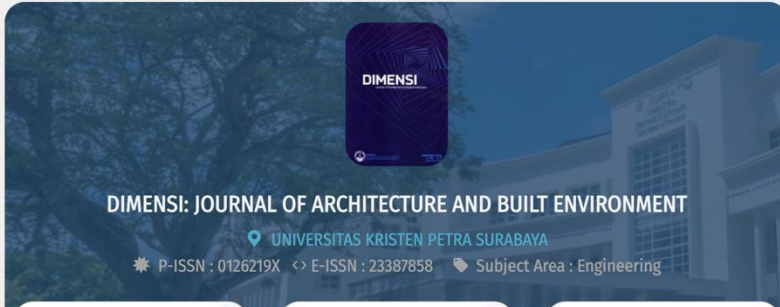 DIMENSI
DIMENSI: JOURNAL OF ARCHITECTURE AND BUILT ENVIRONMENT
UNIVERSITAS KRISTEN PETRA SURABAYA
P-ISSN : 0126219X <> E-ISSN : 23387858 Subject Area : Engineering